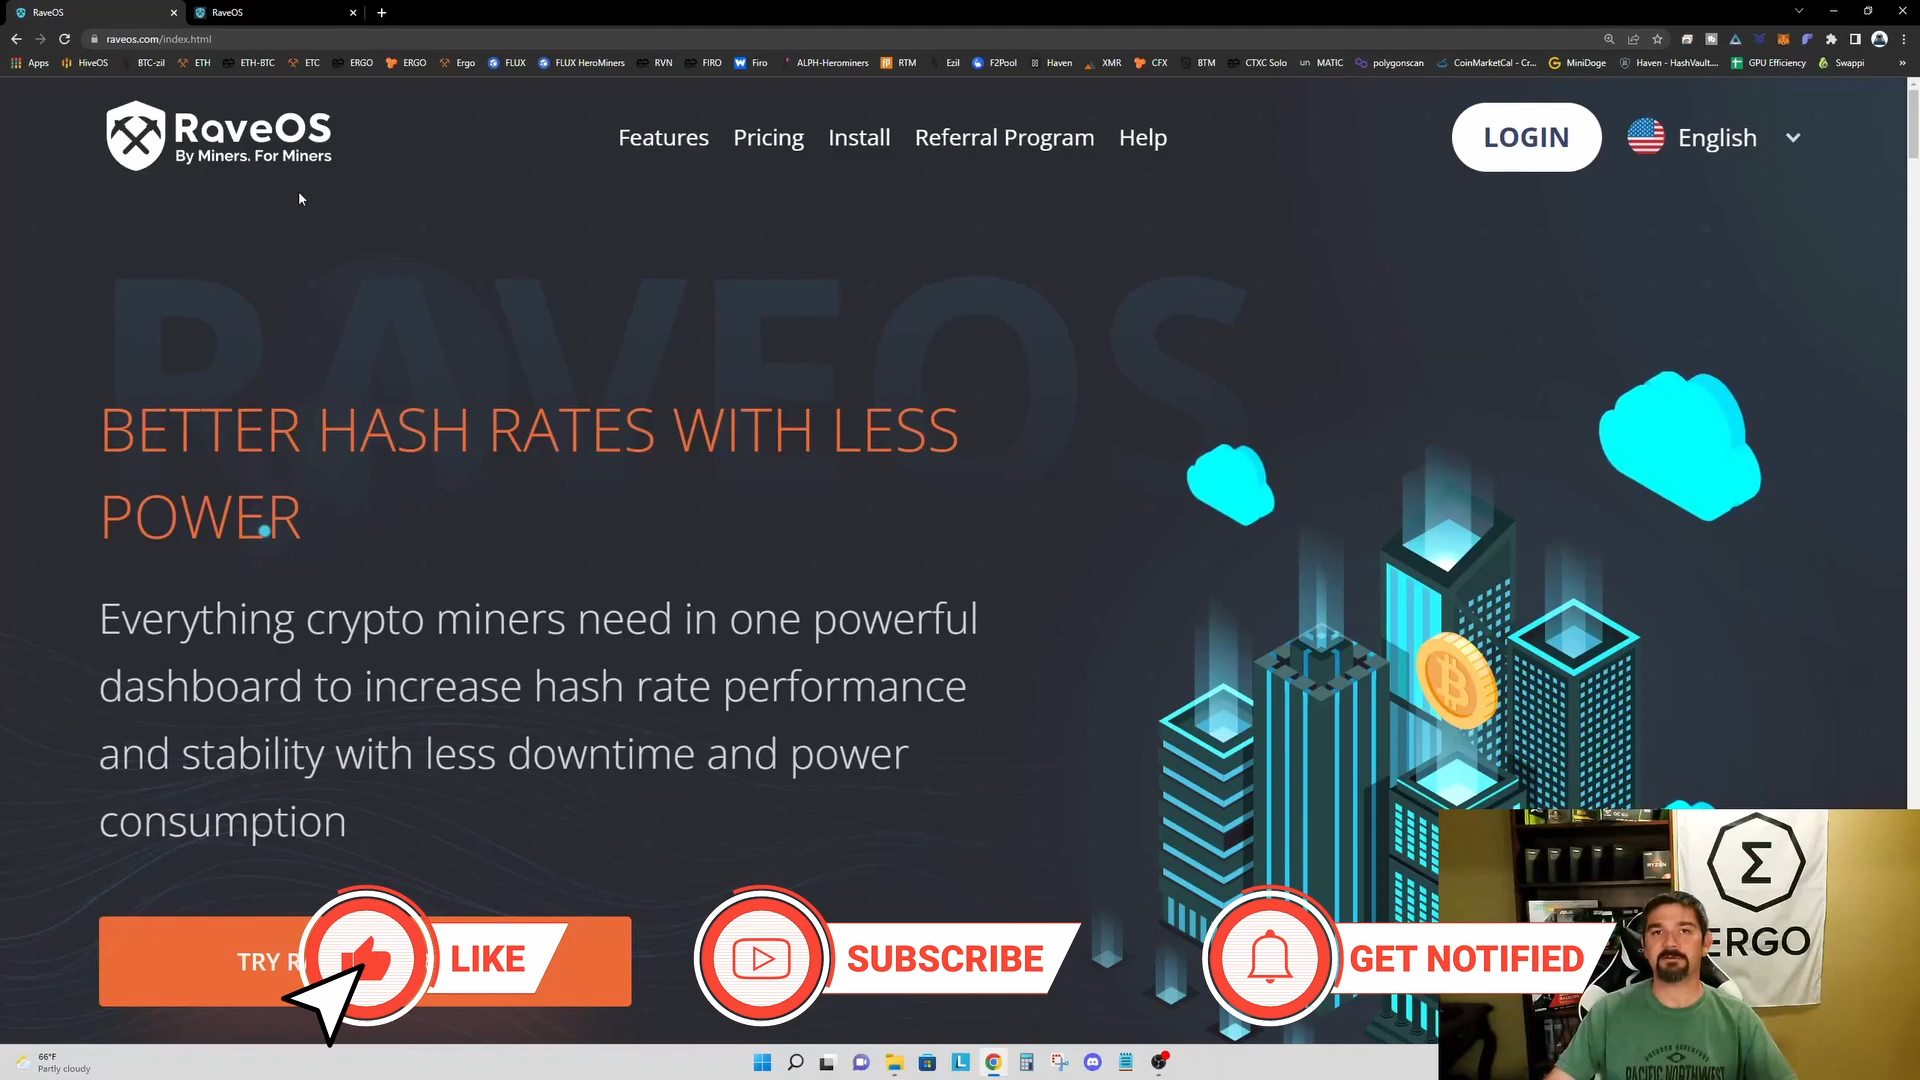 RaveOS
RaveOS
raveos.com/index.html
Apps
HiveOS
BTC-zil
ETH
ETH-BTC
ETC
ERGO
ERGO
Ergo
FLUX
FLUX HeroMiners
RVN
FIRO
Firo
ALPH-Herominers
RTM
Ezil
F2Pool
Haven
XMR
CFX
BTM
CTXC Solo
MATIC
polygonscan
CoinMarketCal - Cr...
MiniDoge
Haven - HashVault....
GPU Efficiency
Swappi
RaveOS
By Miners. For Miners
Features
Pricing
Install
Referral Program
Help
LOGIN
English
RAVEOS
BETTER HASH RATES WITH LESS
POWER
Everything crypto miners need in one powerful
dashboard to increase hash rate performance
and stability with less downtime and power
consumption
TRY R
LIKE
SUBSCRIBE
GET NOTIFIED
RYZEN
Σ
ERGO
PACIFIC NORTHWEST
66°F
Partly cloudy